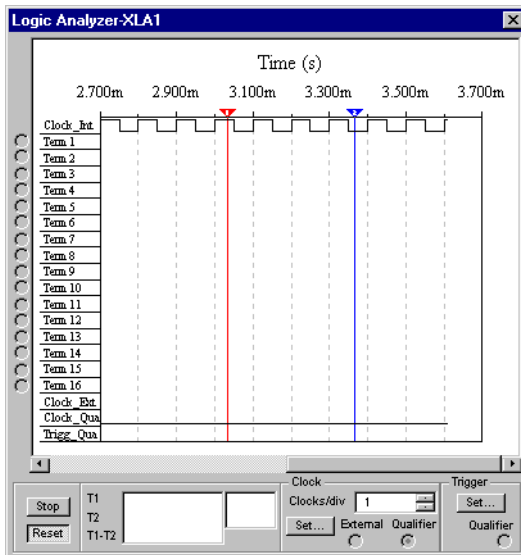 Logic Analyzer-XLA1
Time (s)
2.700m 2.900m 3.100m 3.300m 3.500m 3.700m
Clock_Int
Term 1
Term 2
Term 3
Term 4
Term 5
Term 6
Term 7
Term 8
Term 9
Term 10
Term 11
Term 12
Term 13
Term 14
Term 15
Term 16
Clock_Ext
Clock_Qua
Trigg_Qua
Stop
Reset
T1
T2
T1-T2
Clock
Clocks/div 1
Set... External Qualifier
Trigger
Set...
Qualifier